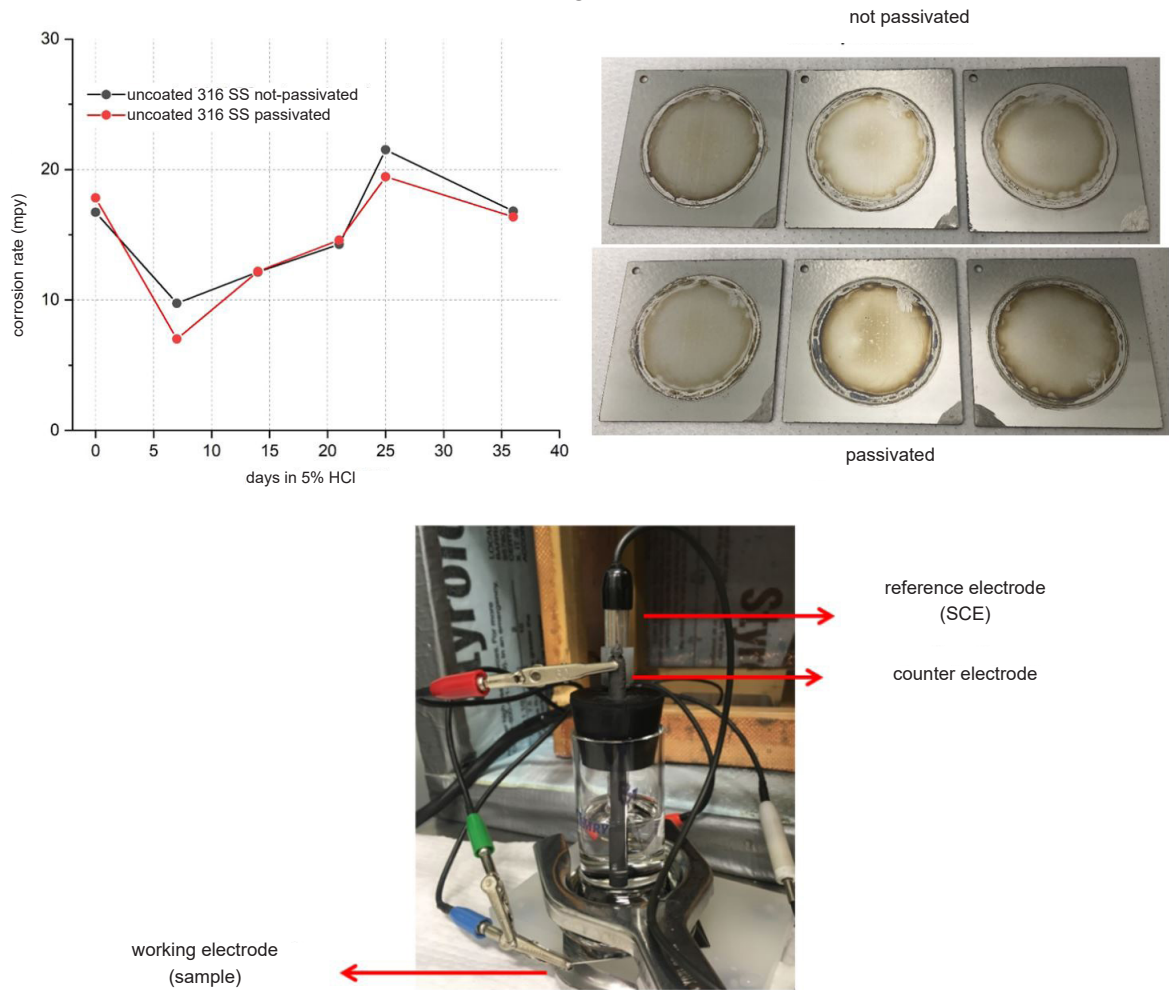 not passivated
30
20
10
0
corrosion rate (mpy)
uncoated 316 SS not-passivated
uncoated 316 SS passivated
0 5 10 15 20 25 30 35 40
days in 5% HCl
passivated
reference electrode
(SCE)
counter electrode
working electrode
(sample)